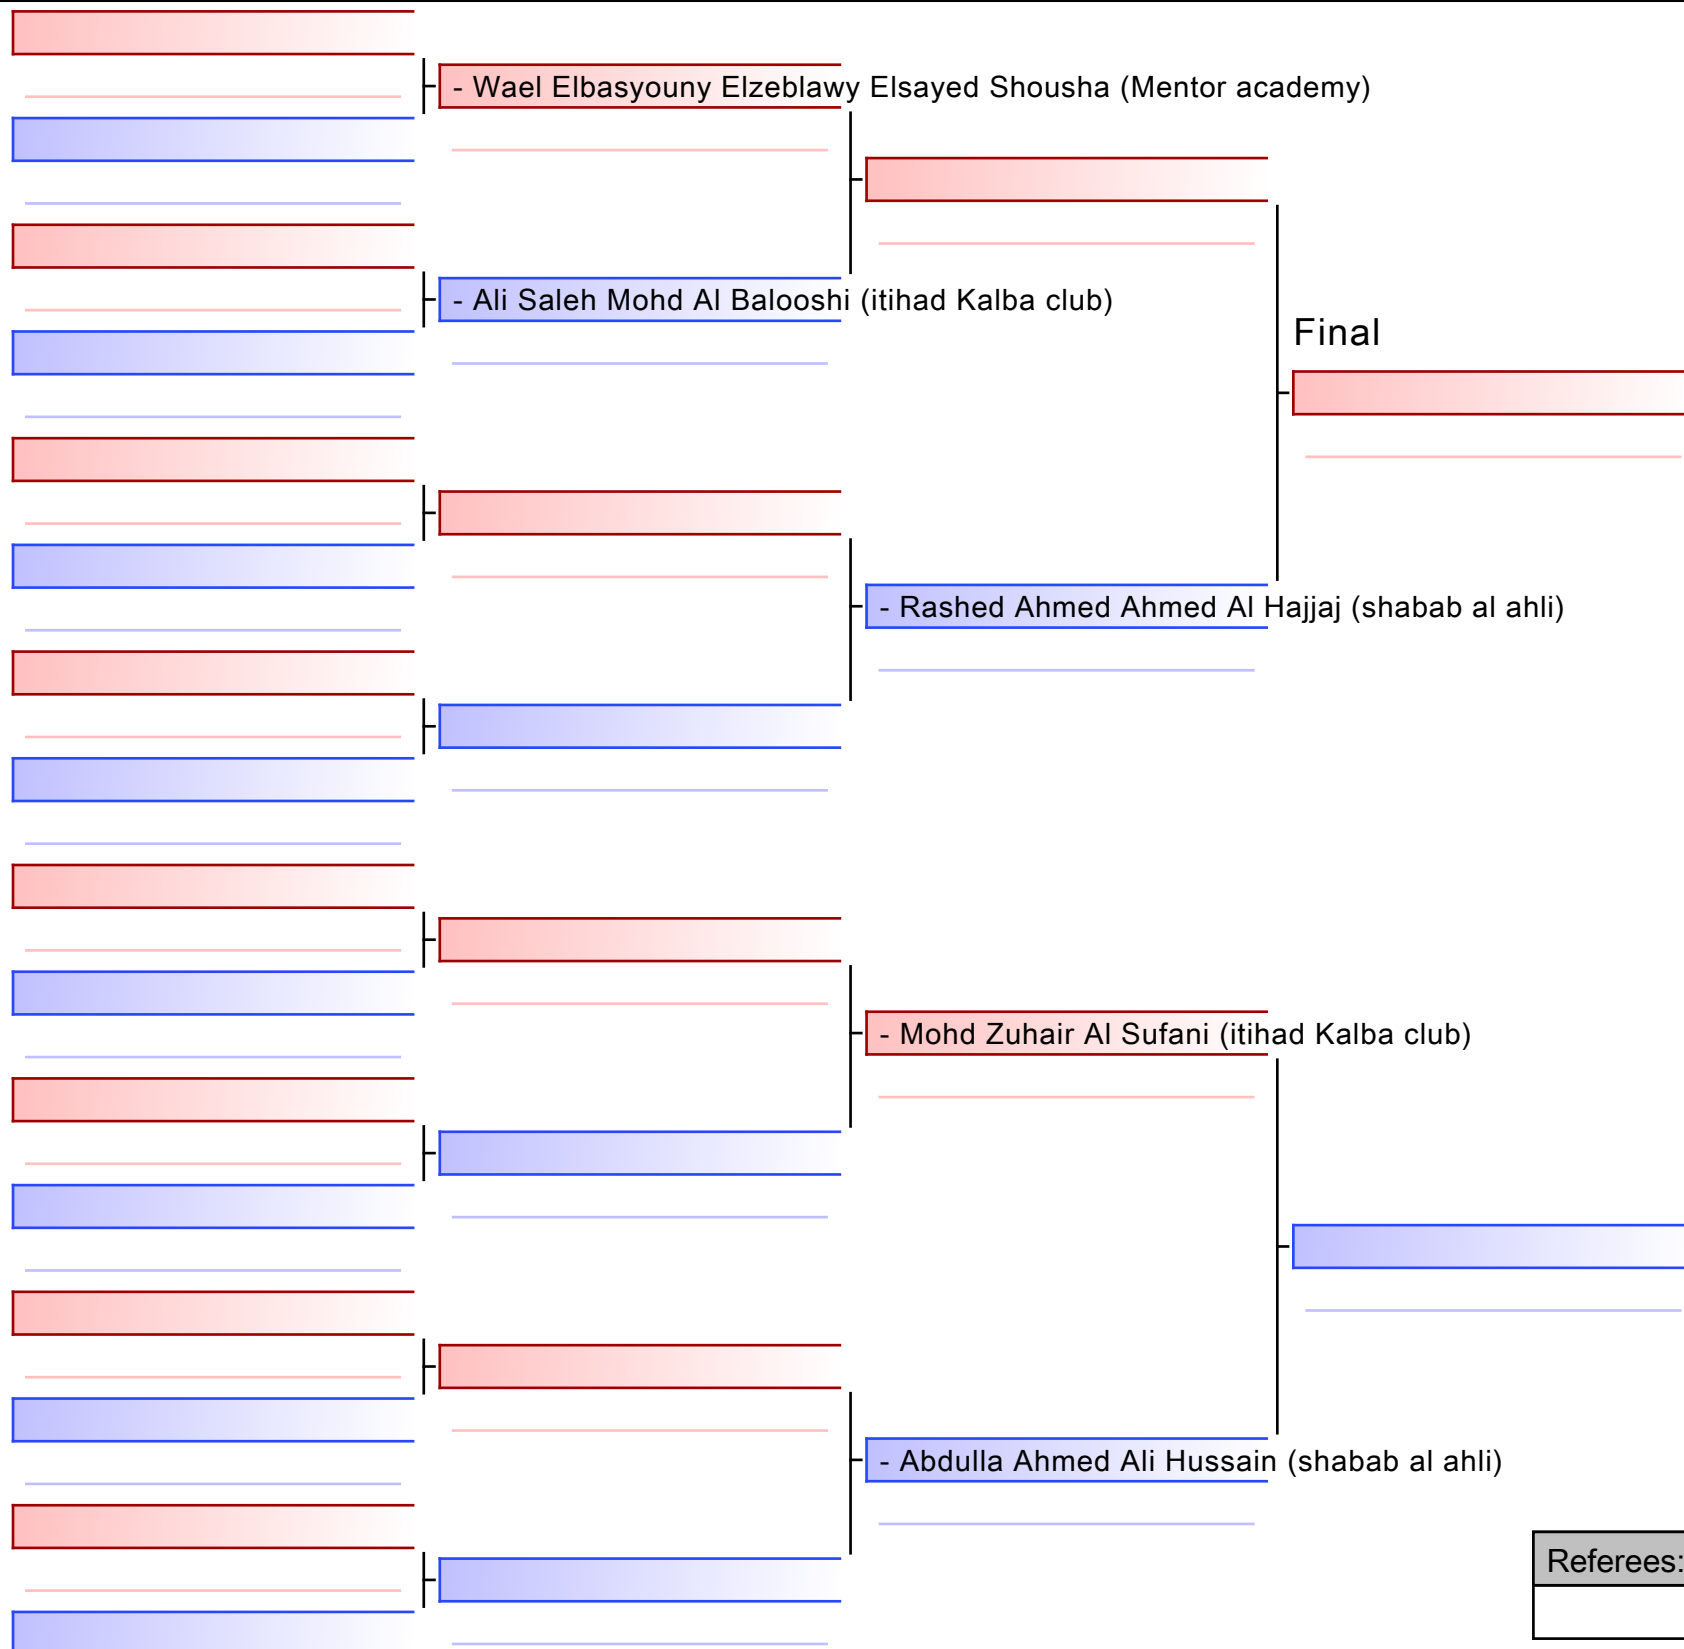 - Wael Elbasyouny Elzeblawy Elsayed Shousha (Mentor academy)
- Ali Saleh Mohd Al Balooshi (itihad Kalba club)
Final
- Rashed Ahmed Ahmed Al Hajjaj (shabab al ahli)
- Mohd Zuhair Al Sufani (itihad Kalba club)
- Abdulla Ahmed Ali Hussain (shabab al ahli)
Referees: